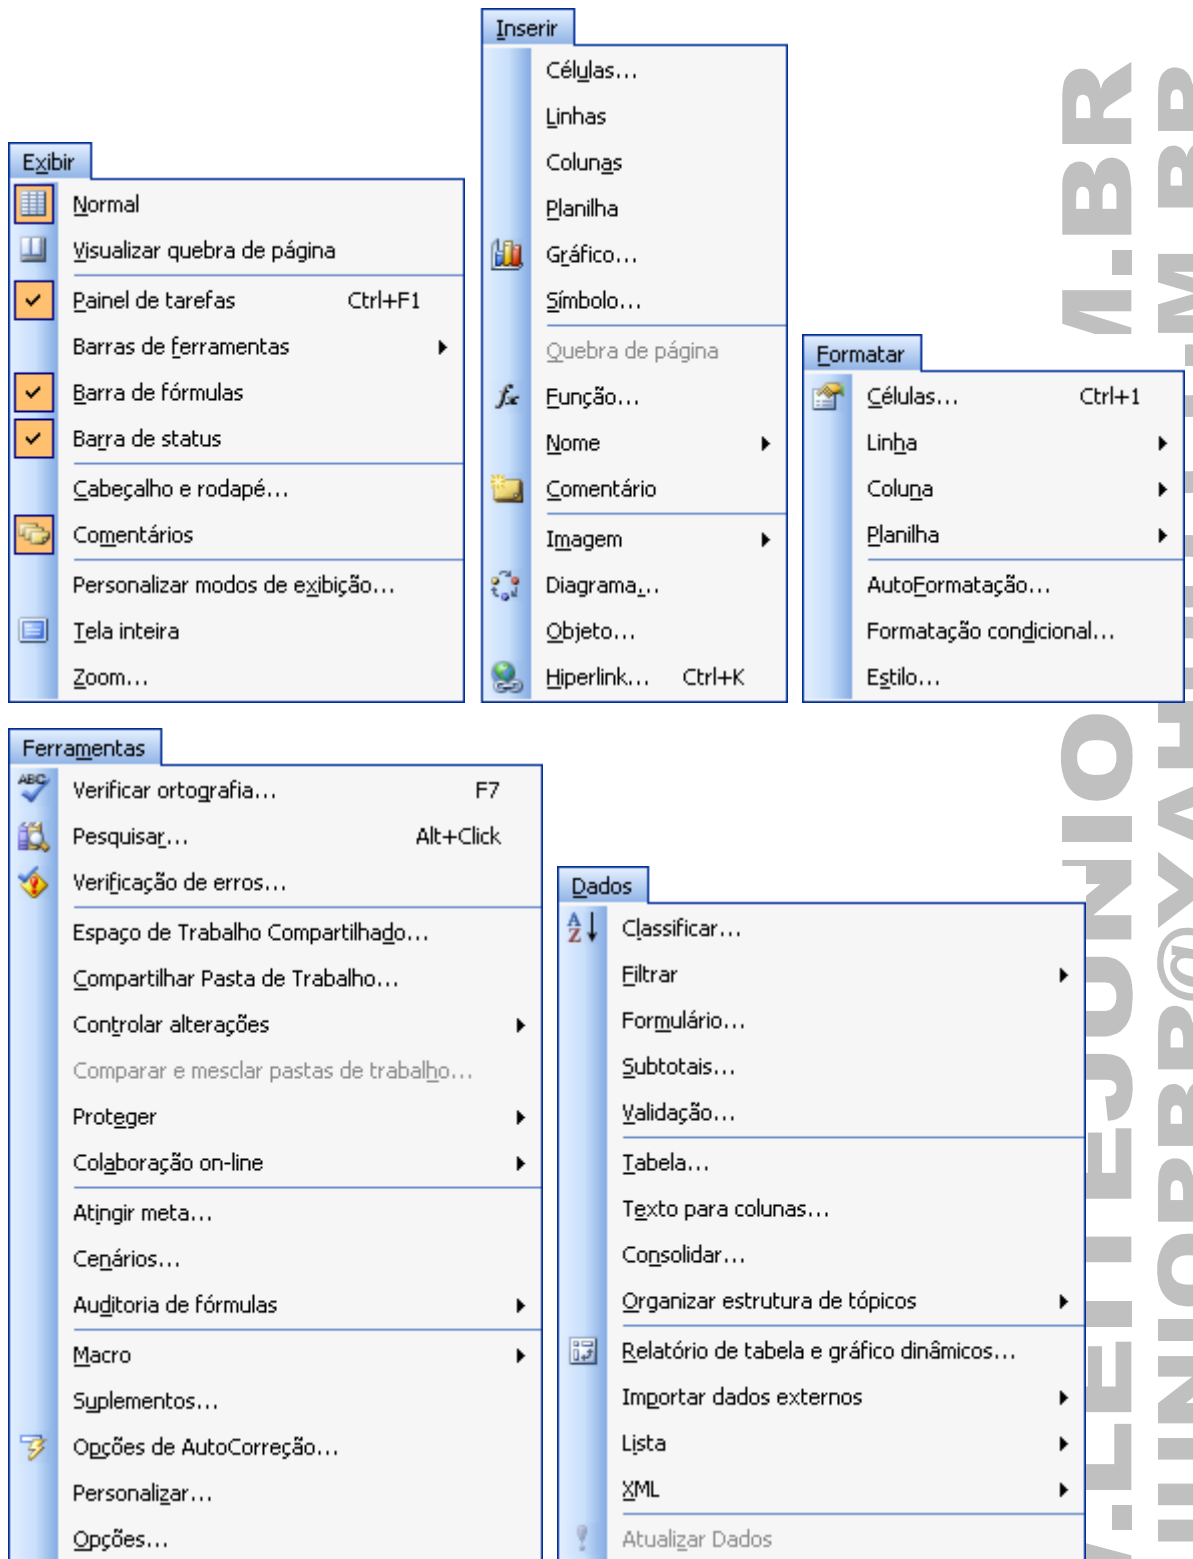 Inserir
Células...
Linhas
Colunas
Planilha
Gráfico...
Símbolo...
Quebra de página
Função...
Nome
Comentário
Imagem
Diagrama...
Objeto...
Hiperlink... Ctrl+K
Exibir
Normal
Visualizar quebra de página
Painel de tarefas Ctrl+F1
Barras de ferramentas
Barra de fórmulas
Barra de status
Cabeçalho e rodapé...
Comentários
Personalizar modos de exibição...
Tela inteira
Zoom...
Formatar
Células... Ctrl+1
Linha
Coluna
Planilha
AutoFormatação...
Formatação condicional...
Estilo...
Ferramentas
ABC
Verificar ortografia... F7
Pesquisar... Alt+Click
Verificação de erros...
Espaço de Trabalho Compartilhado...
Compartilhar Pasta de Trabalho...
Controlar alterações
Comparar e mesclar pastas de trabalho...
Proteger
Colaboração on-line
Atingir meta...
Cenários...
Auditoria de fórmulas
Macro
Suplementos...
Opções de AutoCorreção...
Personalizar...
Opções...
Dados
Classificar...
Filtrar
Formulário...
Subtotais...
Validação...
Tabela...
Texto para colunas...
Consolidar...
Organizar estrutura de tópicos
Relatório de tabela e gráfico dinâmicos...
Importar dados externos
Lista
XML
Atualizar Dados